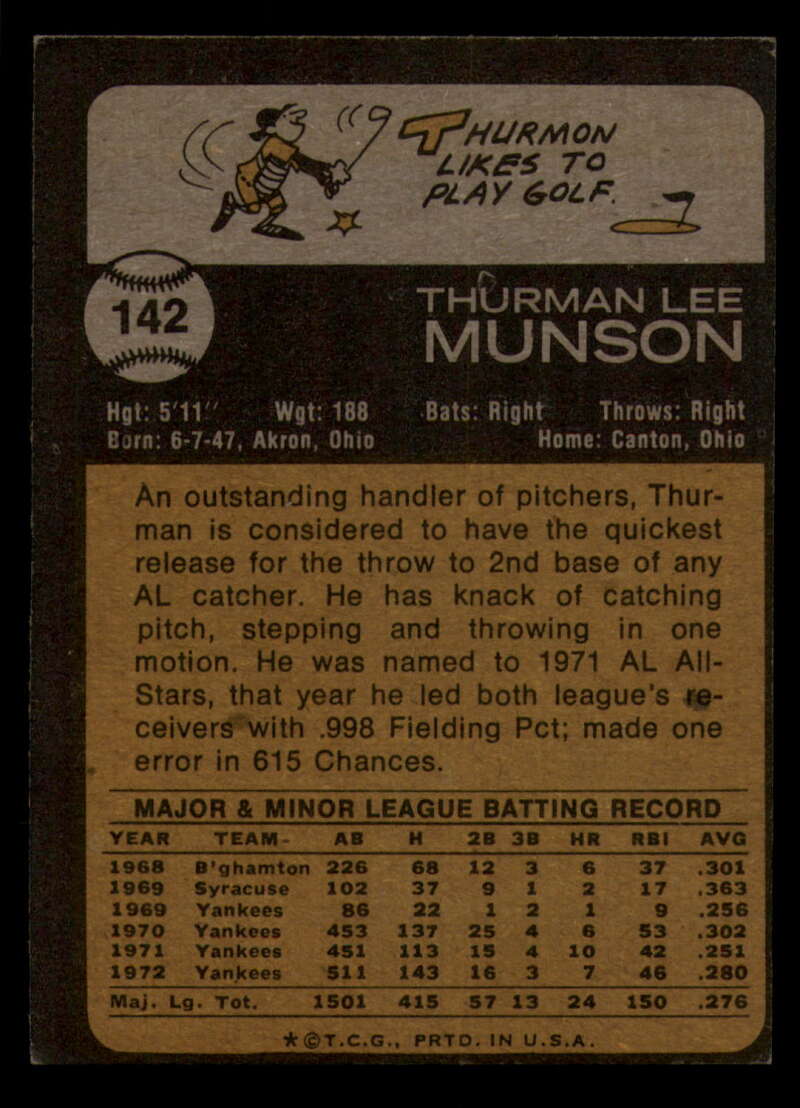 THURMON
LIKES TO
PLAY GOLF.
142
THURMAN LEE
MUNSON
Hgt: 5'11" Wgt: 188 Bats: Right Throws: Right
Born: 6-7-47, Akron, Ohio Home: Canton, Ohio
An outstanding handler of pitchers, Thur-
man is considered to have the quickest
release for the throw to 2nd base of any
AL catcher. He has knack of catching
pitch, stepping and throwing in one
motion. He was named to 1971 AL All-
Stars, that year he led both league's re-
ceivers with .998 Fielding Pct; made one
error in 615 Chances.
MAJOR & MINOR LEAGUE BATTING RECORD
YEAR TEAM AB H 2B 3B HR RBI AVG
1968 B'ghamton 226 68 12 3 6 37 .301
1969 Syracuse 102 37 9 1 2 17 .363
1969 Yankees 86 22 1 2 1 9 .256
1970 Yankees 453 137 25 4 6 53 .302
1971 Yankees 451 113 15 4 10 42 .251
1972 Yankees 511 143 16 3 7 46 .280
Maj. Lg. Tot. 1501 415 57 13 24 150 .276
*©T.C.G., PRTD. IN U.S.A.